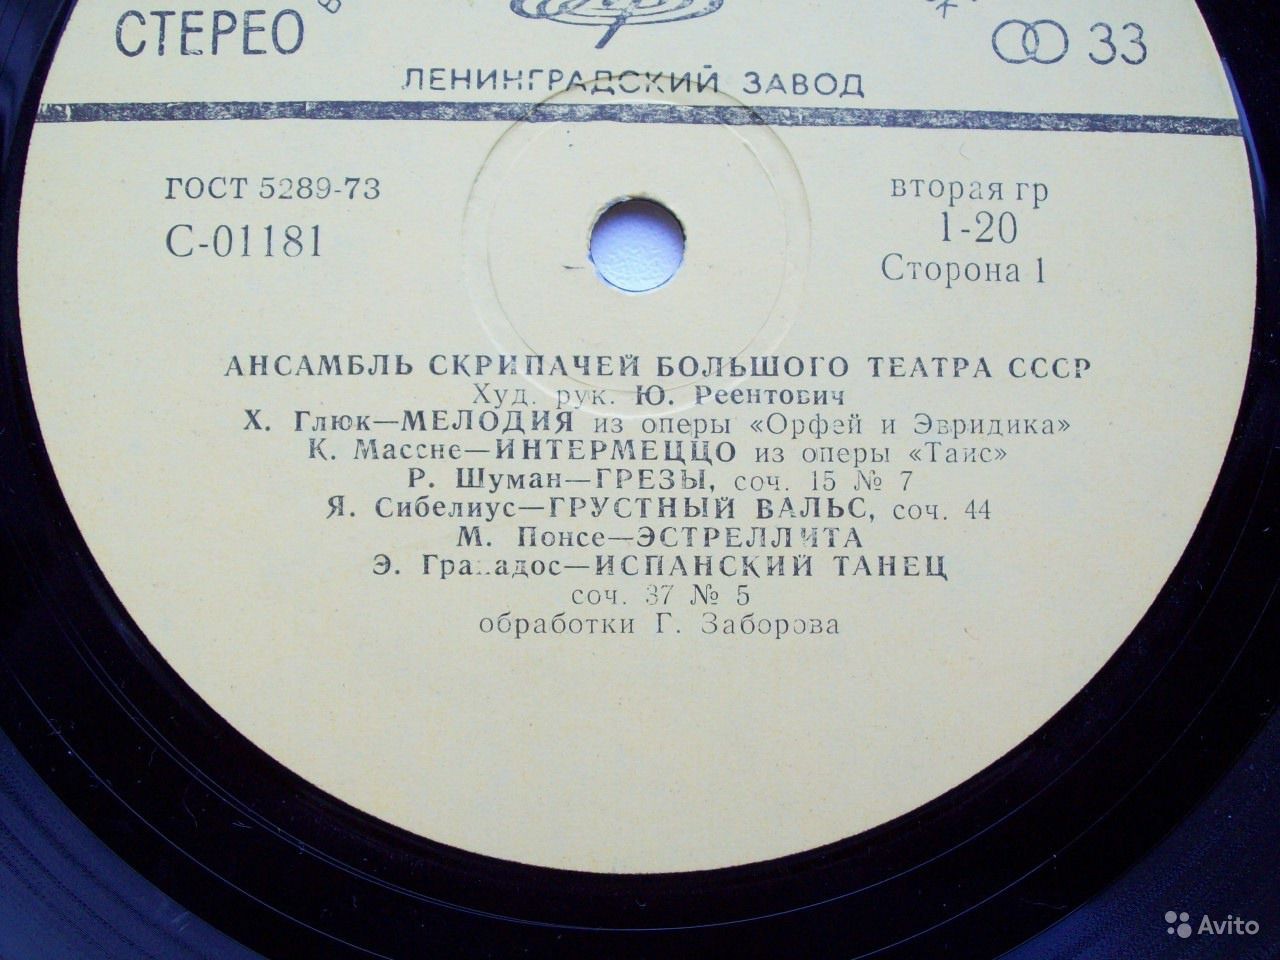 СТЕРЕО
33
ЛЕНИНГРАДСКИЙ ЗАВОД
ГОСТ 5289-73
С-01181
вторая гр
1-20
Сторона 1
АНСАМБЛЬ СКРИПАЧЕЙ БОЛЬШОГО ТЕАТРА СССР
Худ. рук. Ю. Реентович
Х. Глюк—МЕЛОДИЯ из оперы «Орфей и Эвридика»
К. Массне—ИНТЕРМЕЦЦО из оперы «Таис»
Р. Шуман—ГРЕЗЫ, соч. 15 № 7
Я. Сибелиус—ГРУСТНЫЙ ВАЛЬС, соч. 44
М. Понсе—ЭСТРЕЛЛИТА
Э. Гранадос—ИСПАНСКИЙ ТАНЕЦ
соч. 37 № 5
обработки Г. Заборова
Avito